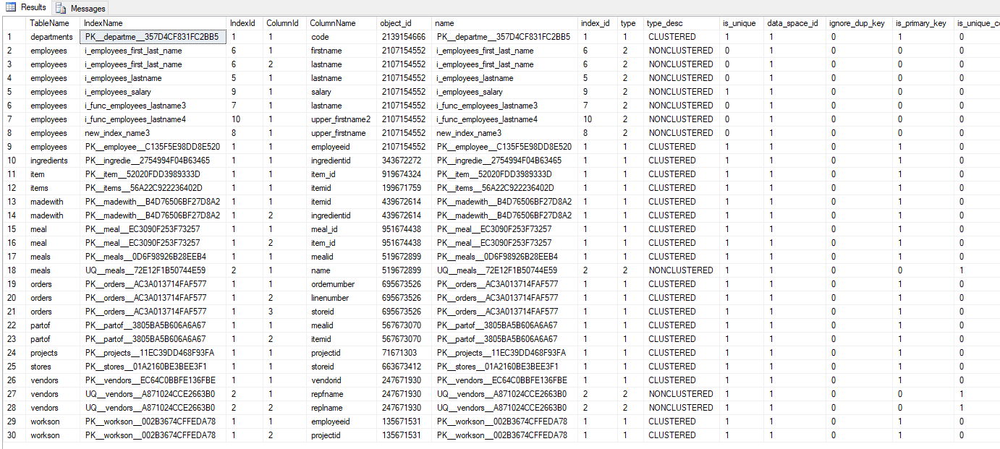 Results Messages
TableName IndexName IndexId ColumnId ColumnName object_id name index_id type type_desc is_unique data_space_id ignore_dup_key is_primary_key is_unique_co
1 departments PK__departme__357D4CF831FC2BB5 1 1 code 2139154666 PK__departme__357D4CF831FC2BB5 1 1 CLUSTERED 1 1 0 1 0
2 employees i_employees_first_last_name 6 1 firstname 2107154552 i_employees_first_last_name 6 2 NONCLUSTERED 0 1 0 0 0
3 employees i_employees_first_last_name 6 2 lastname 2107154552 i_employees_first_last_name 6 2 NONCLUSTERED 0 1 0 0 0
4 employees i_employees_lastname 5 1 lastname 2107154552 i_employees_lastname 5 2 NONCLUSTERED 0 1 0 0 0
5 employees i_employees_salary 9 1 salary 2107154552 i_employees_salary 9 2 NONCLUSTERED 1 1 0 0 0
6 employees i_func_employees_lastname3 7 1 lastname 2107154552 i_func_employees_lastname3 7 2 NONCLUSTERED 0 1 0 0 0
7 employees i_func_employees_lastname4 10 1 upper_firstname2 2107154552 i_func_employees_lastname4 10 2 NONCLUSTERED 0 1 0 0 0
8 employees new_index_name3 8 1 upper_firstname 2107154552 new_index_name3 8 2 NONCLUSTERED 0 1 0 0 0
9 employees PK__employee__C135F5E98DD8E520 1 1 employeeid 2107154552 PK__employee__C135F5E98DD8E520 1 1 CLUSTERED 1 1 0 1 0
10 ingredients PK__ingredie__2754994F04B63465 1 1 ingredientid 343672272 PK__ingredie__2754994F04B63465 1 1 CLUSTERED 1 1 0 1 0
11 item PK__item__52020FDD3989333D 1 1 item_id 919674324 PK__item__52020FDD3989333D 1 1 CLUSTERED 1 1 0 1 0
12 items PK__items__56A22C922236402D 1 1 itemid 199671759 PK__items__56A22C922236402D 1 1 CLUSTERED 1 1 0 1 0
13 madewith PK__madewith__B4D76506BF27D8A2 1 1 itemid 439672614 PK__madewith__B4D76506BF27D8A2 1 1 CLUSTERED 1 1 0 1 0
14 madewith PK__madewith__B4D76506BF27D8A2 1 2 ingredientid 439672614 PK__madewith__B4D76506BF27D8A2 1 1 CLUSTERED 1 1 0 1 0
15 meal PK__meal__EC3090F253F73257 1 1 meal_id 951674438 PK__meal__EC3090F253F73257 1 1 CLUSTERED 1 1 0 1 0
16 meal PK__meal__EC3090F253F73257 1 2 item_id 951674438 PK__meal__EC3090F253F73257 1 1 CLUSTERED 1 1 0 1 0
17 meals PK__meals__0D6F98926B28EEB4 1 1 mealid 519672899 PK__meals__0D6F98926B28EEB4 1 1 CLUSTERED 1 1 0 1 0
18 meals UQ__meals__72E12F1B50744E59 2 1 name 519672899 UQ__meals__72E12F1B50744E59 2 2 NONCLUSTERED 1 1 0 0 1
19 orders PK__orders__AC3A013714FAF577 1 1 ordernumber 695673526 PK__orders__AC3A013714FAF577 1 1 CLUSTERED 1 1 0 1 0
20 orders PK__orders__AC3A013714FAF577 1 2 linenumber 695673526 PK__orders__AC3A013714FAF577 1 1 CLUSTERED 1 1 0 1 0
21 orders PK__orders__AC3A013714FAF577 1 3 storeid 695673526 PK__orders__AC3A013714FAF577 1 1 CLUSTERED 1 1 0 1 0
22 partof PK__partof__3805BA5B606A6A67 1 1 mealid 567673070 PK__partof__3805BA5B606A6A67 1 1 CLUSTERED 1 1 0 1 0
23 partof PK__partof__3805BA5B606A6A67 1 2 itemid 567673070 PK__partof__3805BA5B606A6A67 1 1 CLUSTERED 1 1 0 1 0
24 projects PK__projects__11EC39DD468F93FA 1 1 projectid 71671303 PK__projects__11EC39DD468F93FA 1 1 CLUSTERED 1 1 0 1 0
25 stores PK__stores__01A2160BE3BEE3F1 1 1 storeid 663673412 PK__stores__01A2160BE3BEE3F1 1 1 CLUSTERED 1 1 0 1 0
26 vendors PK__vendors__EC64C0BBFE136FBE 1 1 vendorid 247671930 PK__vendors__EC64C0BBFE136FBE 1 1 CLUSTERED 1 1 0 1 0
27 vendors UQ__vendors__A871024CCE2663B0 2 1 repfname 247671930 UQ__vendors__A871024CCE2663B0 2 2 NONCLUSTERED 1 1 0 0 1
28 vendors UQ__vendors__A871024CCE2663B0 2 2 replname 247671930 UQ__vendors__A871024CCE2663B0 2 2 NONCLUSTERED 1 1 0 0 1
29 workson PK__workson__002B3674CFFEDA78 1 1 employeeid 135671531 PK__workson__002B3674CFFEDA78 1 1 CLUSTERED 1 1 0 1 0
30 workson PK__workson__002B3674CFFEDA78 1 2 projectid 135671531 PK__workson__002B3674CFFEDA78 1 1 CLUSTERED 1 1 0 1 0